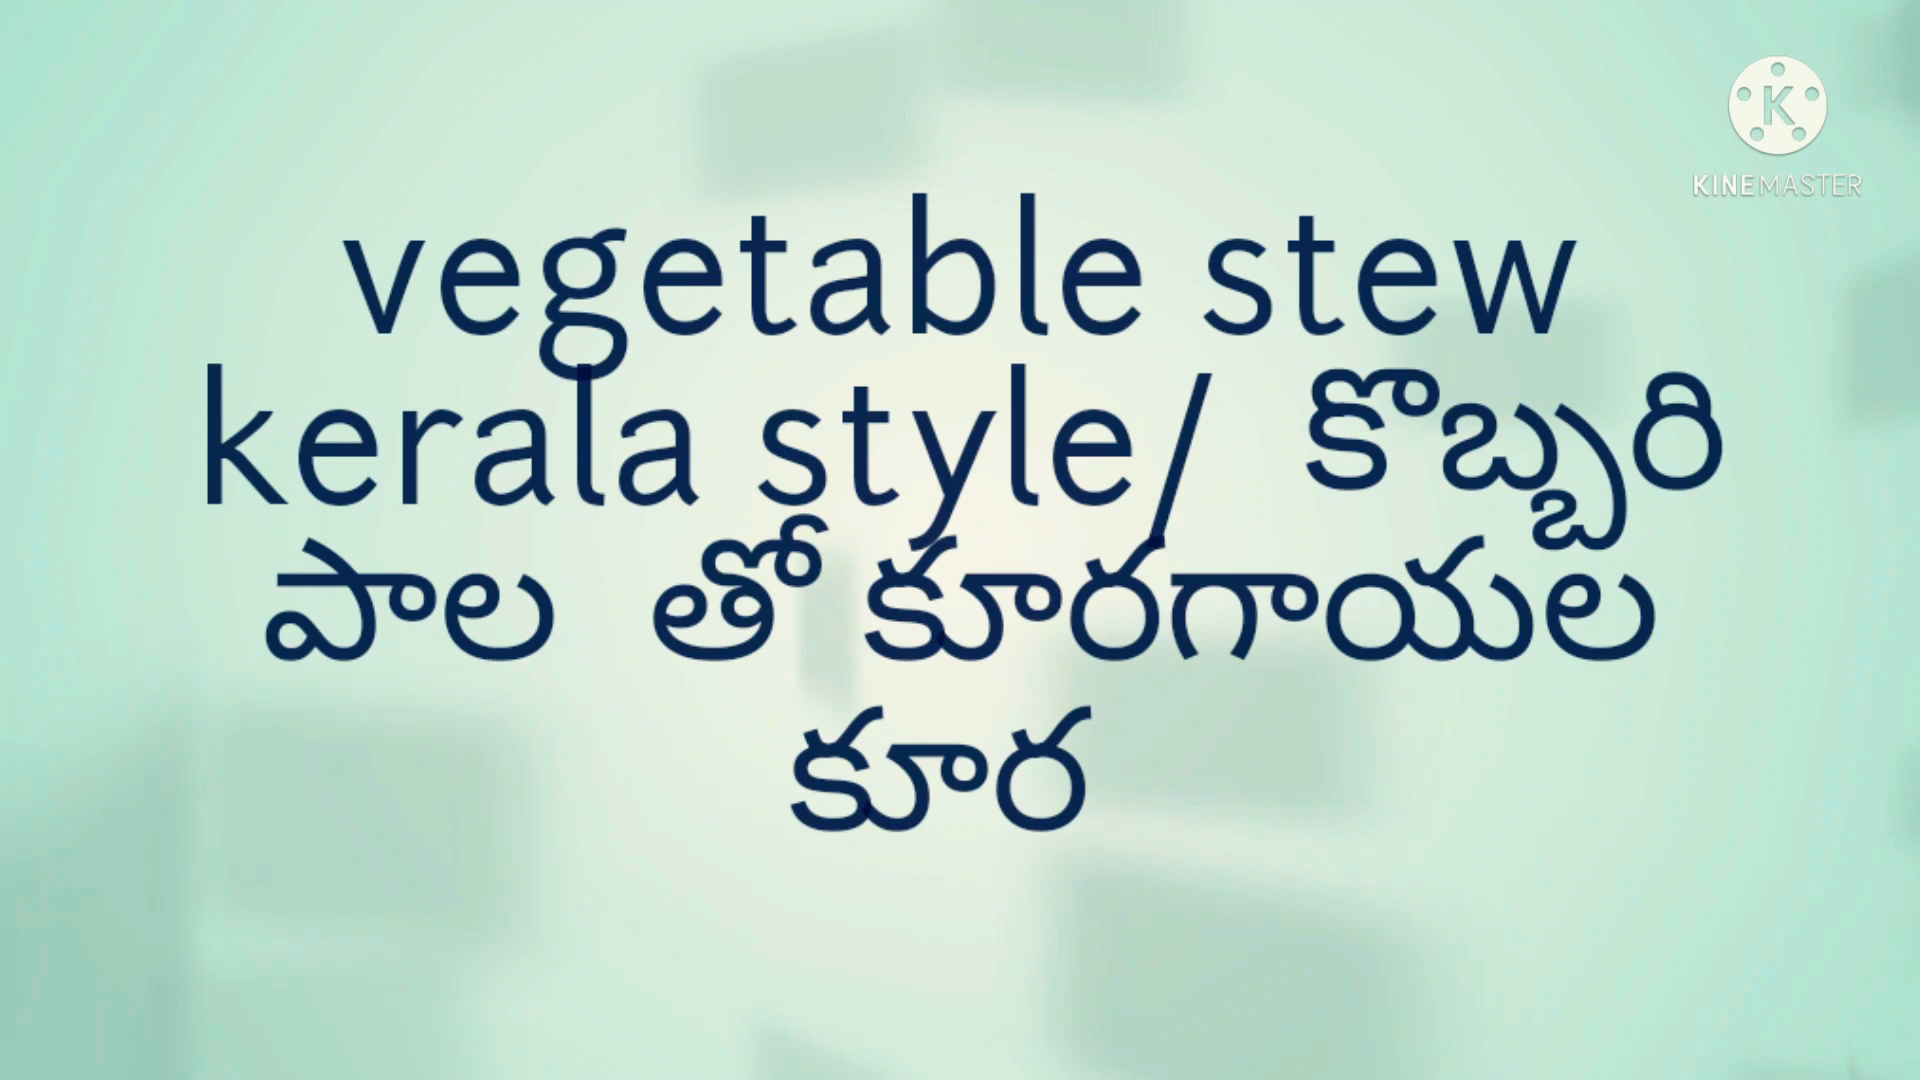 K
KINEMASTER
vegetable stew
kerala style/ కొబ్బరి
పాల తో కూరగాయల
కూర